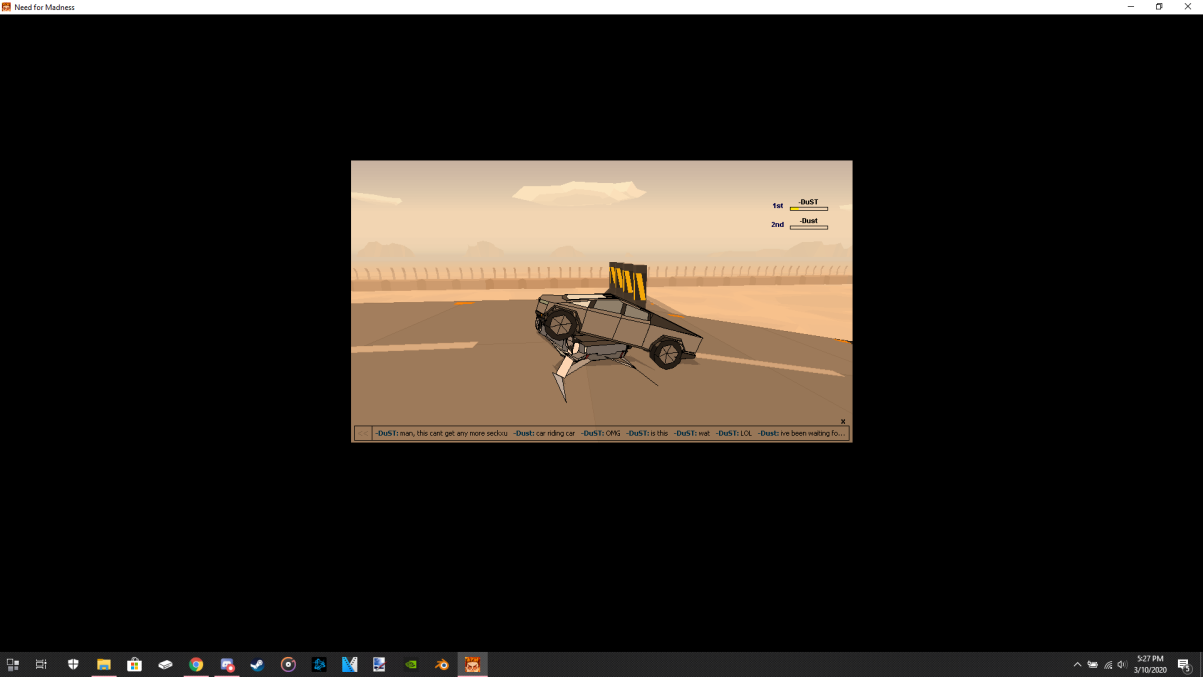 Need for Madness
-DuST
1st
-Dust
2nd
X
<< -DuST: man, this cant get any more seckxu -Dust: car riding car -DuST: OMG -DuST: is this -DuST: wat -DuST: LOL -Dust: ive been waiting fo...
5:27 PM
3/10/2020
5